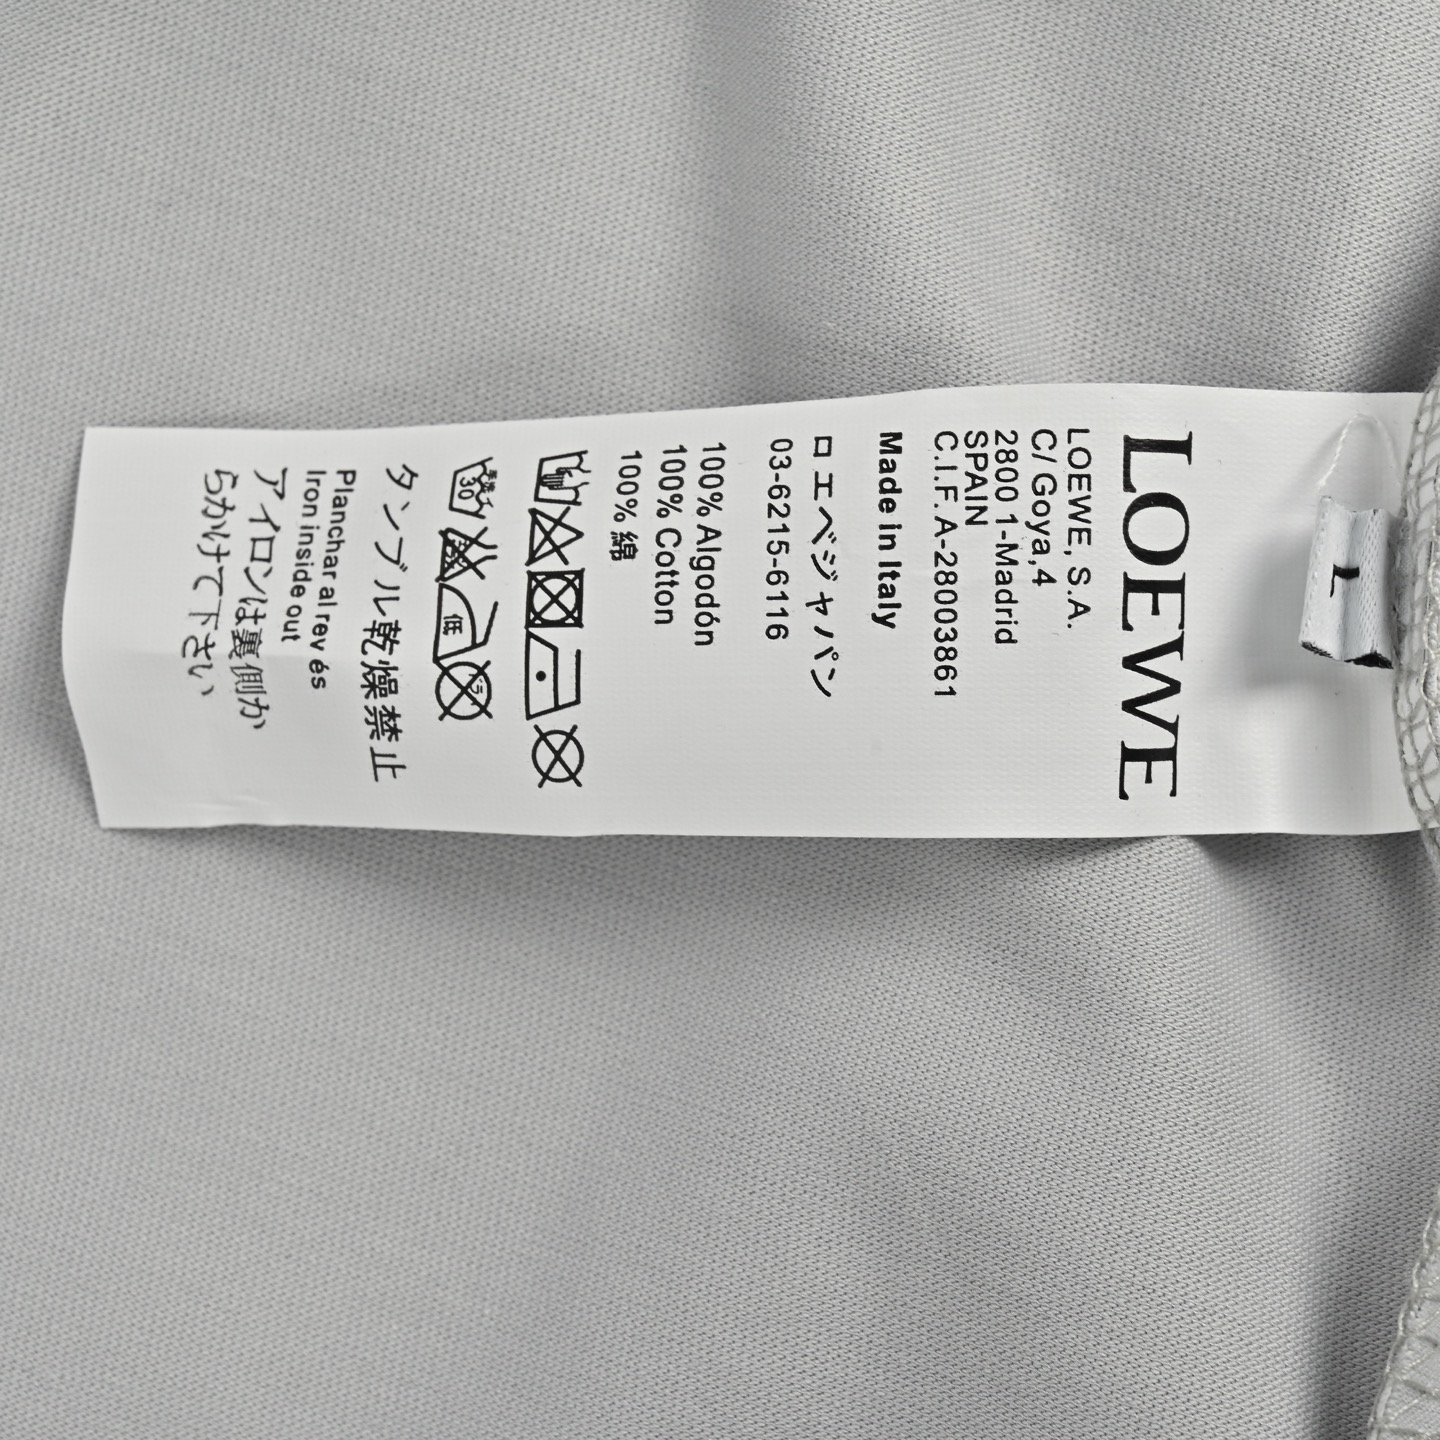 L
LOEWE
LOEWE, S.A.
C/Goya,4
2800 1-Madrid
SPAIN
C.I.F. A-28003861
Made in Italy
ロエベジャパン
03-6215-6116
100% Algodón
100% Cotton
100% 綿
30
低
タンブル乾燥禁止
Planchar al rev és
Iron inside out
アイロンは裏側か
らかけて下さい